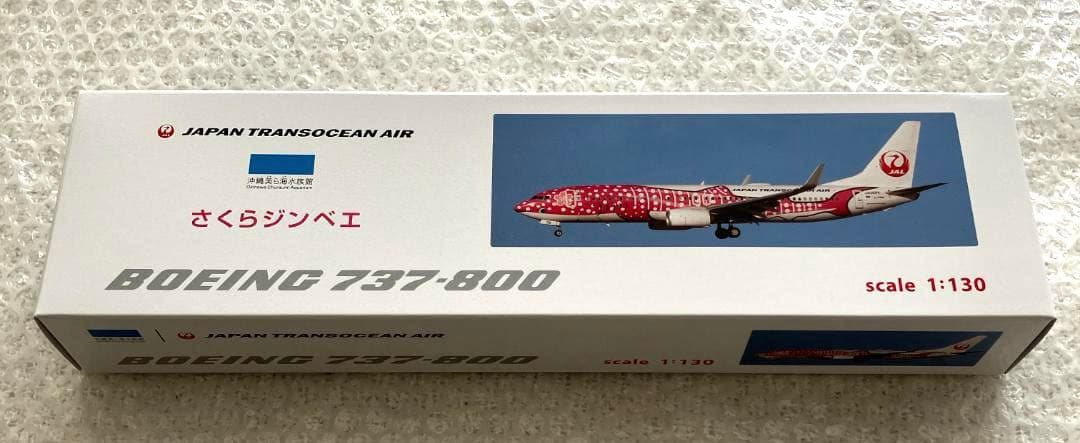 JAPAN TRANSOCEAN AIR
沖縄美ら海水族館
Okinawa Churaumi Aquarium
さくらジンベエ
BOEING 737-800
JAPAN TRANSOCEAN AIR
JAL
scale 1:130
JAPAN TRANSOCEAN AIR
BOEING 737-800
scale 1:130